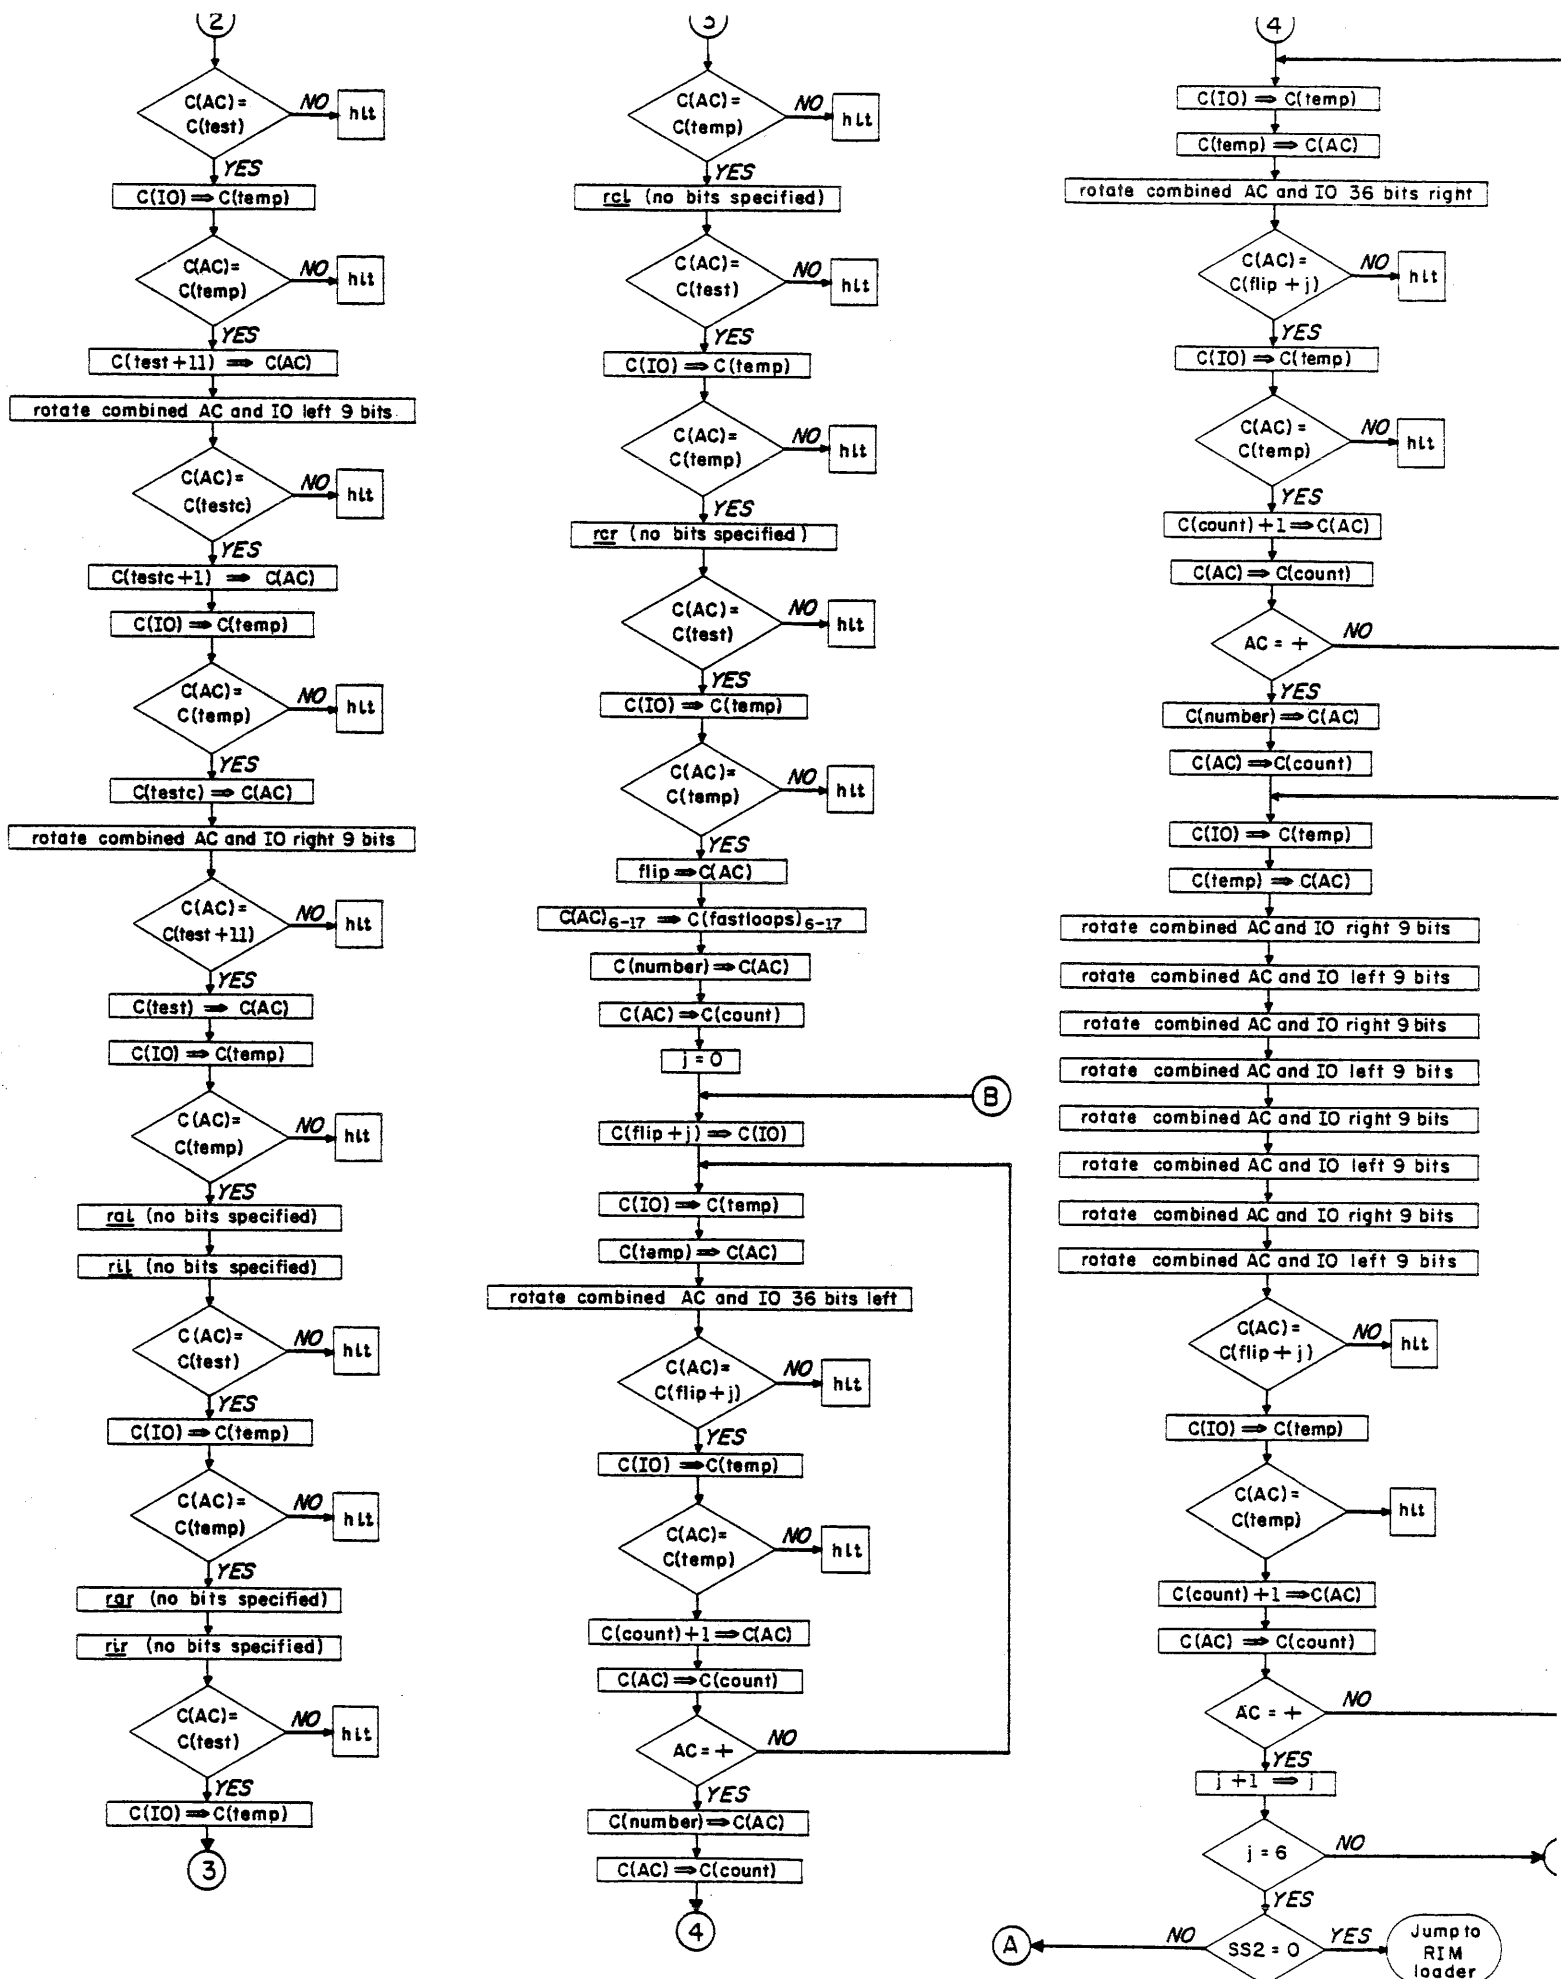 2
C(AC)=
C(test)
NO
hlt
YES
C(IO) ⇒ C(temp)
C(AC)=
C(temp)
NO
hlt
YES
C(test+11) ⇒ C(AC)
rotate combined AC and IO left 9 bits
C(AC)=
C(testc)
NO
hlt
YES
C(testc+1) ⇒ C(AC)
C(IO) ⇒ C(temp)
C(AC)=
C(temp)
NO
hlt
YES
C(testc) ⇒ C(AC)
rotate combined AC and IO right 9 bits
C(AC)=
C(test+11)
NO
hlt
YES
C(test) ⇒ C(AC)
C(IO) ⇒ C(temp)
C(AC)=
C(temp)
NO
hlt
YES
ral (no bits specified)
ril (no bits specified)
C(AC)=
C(test)
NO
hlt
YES
C(IO) ⇒ C(temp)
C(AC)=
C(temp)
NO
hlt
YES
rar (no bits specified)
rir (no bits specified)
C(AC)=
C(test)
NO
hlt
YES
C(IO) ⇒ C(temp)
3
3
C(AC)=
C(temp)
NO
hlt
YES
rcl (no bits specified)
C(AC)=
C(test)
NO
hlt
YES
C(IO) ⇒ C(temp)
C(AC)=
C(temp)
NO
hlt
YES
rcr (no bits specified)
C(AC)=
C(test)
NO
hlt
YES
C(IO) ⇒ C(temp)
C(AC)=
C(temp)
NO
hlt
YES
flip ⇒ C(AC)
C(AC)6-17 ⇒ C(fastloops)6-17
C(number) ⇒ C(AC)
C(AC) ⇒ C(count)
j = 0
B
C(flip+j) ⇒ C(IO)
C(IO) ⇒ C(temp)
C(temp) ⇒ C(AC)
rotate combined AC and IO 36 bits left
C(AC)=
C(flip+j)
NO
hlt
YES
C(IO) ⇒ C(temp)
C(AC)=
C(temp)
NO
hlt
C(count)+1 ⇒ C(AC)
C(AC) ⇒ C(count)
AC = +
NO
YES
C(number) ⇒ C(AC)
C(AC) ⇒ C(count)
4
4
C(IO) ⇒ C(temp)
C(temp) ⇒ C(AC)
rotate combined AC and IO 36 bits right
C(AC)=
C(flip + j)
NO
hlt
YES
C(IO) ⇒ C(temp)
C(AC)=
C(temp)
NO
hlt
YES
C(count)+1 ⇒ C(AC)
C(AC) ⇒ C(count)
AC = +
NO
YES
C(number) ⇒ C(AC)
C(AC) ⇒ C(count)
C(IO) ⇒ C(temp)
C(temp) ⇒ C(AC)
rotate combined AC and IO right 9 bits
rotate combined AC and IO left 9 bits
rotate combined AC and IO right 9 bits
rotate combined AC and IO left 9 bits
rotate combined AC and IO right 9 bits
rotate combined AC and IO left 9 bits
rotate combined AC and IO right 9 bits
rotate combined AC and IO left 9 bits
C(AC)=
C(flip+j)
NO
hlt
C(IO) ⇒ C(temp)
C(AC)=
C(temp)
hlt
C(count)+1 ⇒ C(AC)
C(AC) ⇒ C(count)
AC = +
NO
YES
j +1 ⇒ j
j = 6
NO
YES
A
NO
SS2 = 0
YES
Jump to
RIM
loader